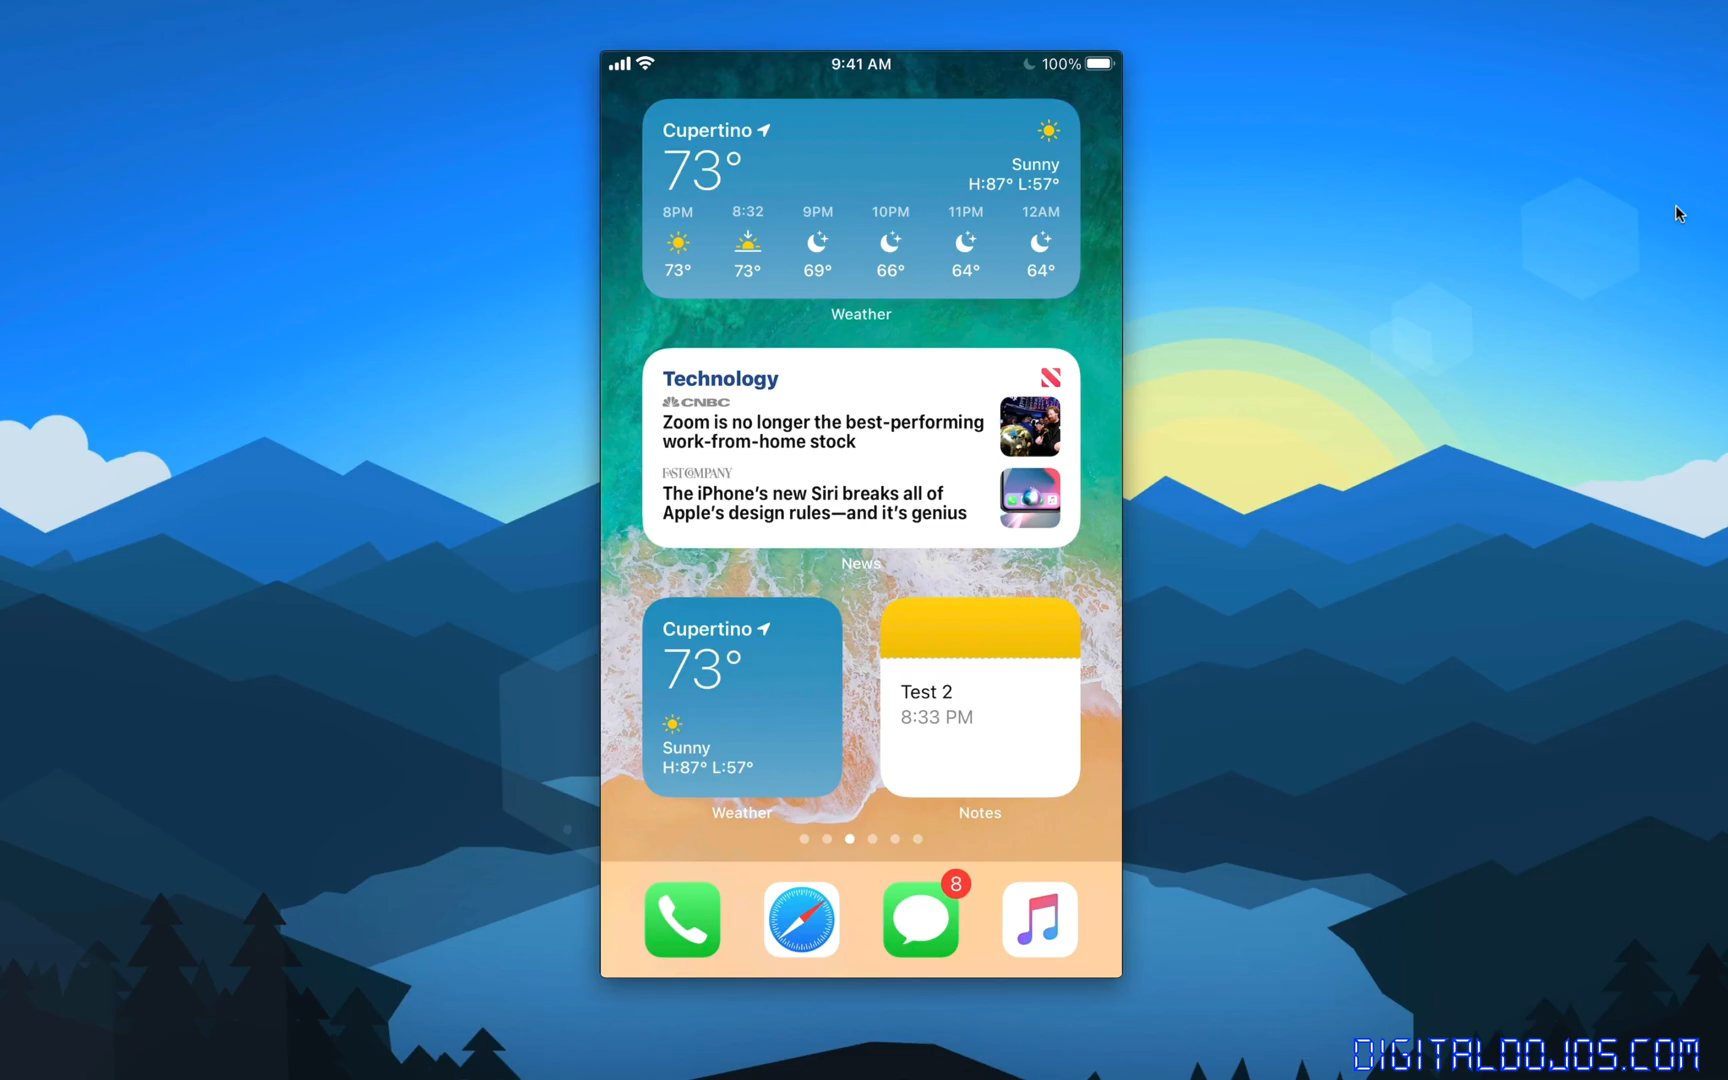 9:41 AM
100%
Cupertino
73°
Sunny
H:87° L:57°
8PM 8:32 9PM 10PM 11PM 12AM
73° 73° 69° 66° 64° 64°
Weather
Technology
CNBC
Zoom is no longer the best-performing
work-from-home stock
FAST COMPANY
The iPhone's new Siri breaks all of
Apple's design rules—and it's genius
News
Cupertino
73°
Sunny
H:87° L:57°
Weather
Test 2
8:33 PM
Notes
8
DIGITALDOJOS.COM